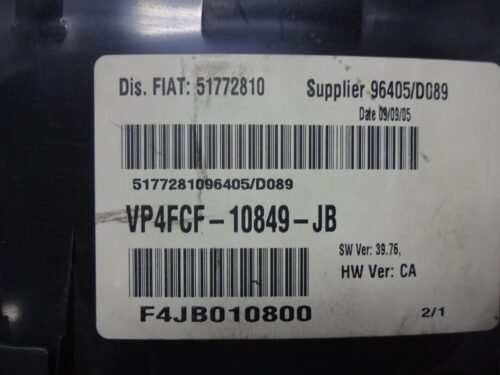 Dis. FIAT: 51772810 Supplier 96405/D089
Date 09/09/05
5177281096405/D089
VP4FCF-10849-JB
SW Ver: 39.76,
HW Ver: CA
F4JB010800 2/1